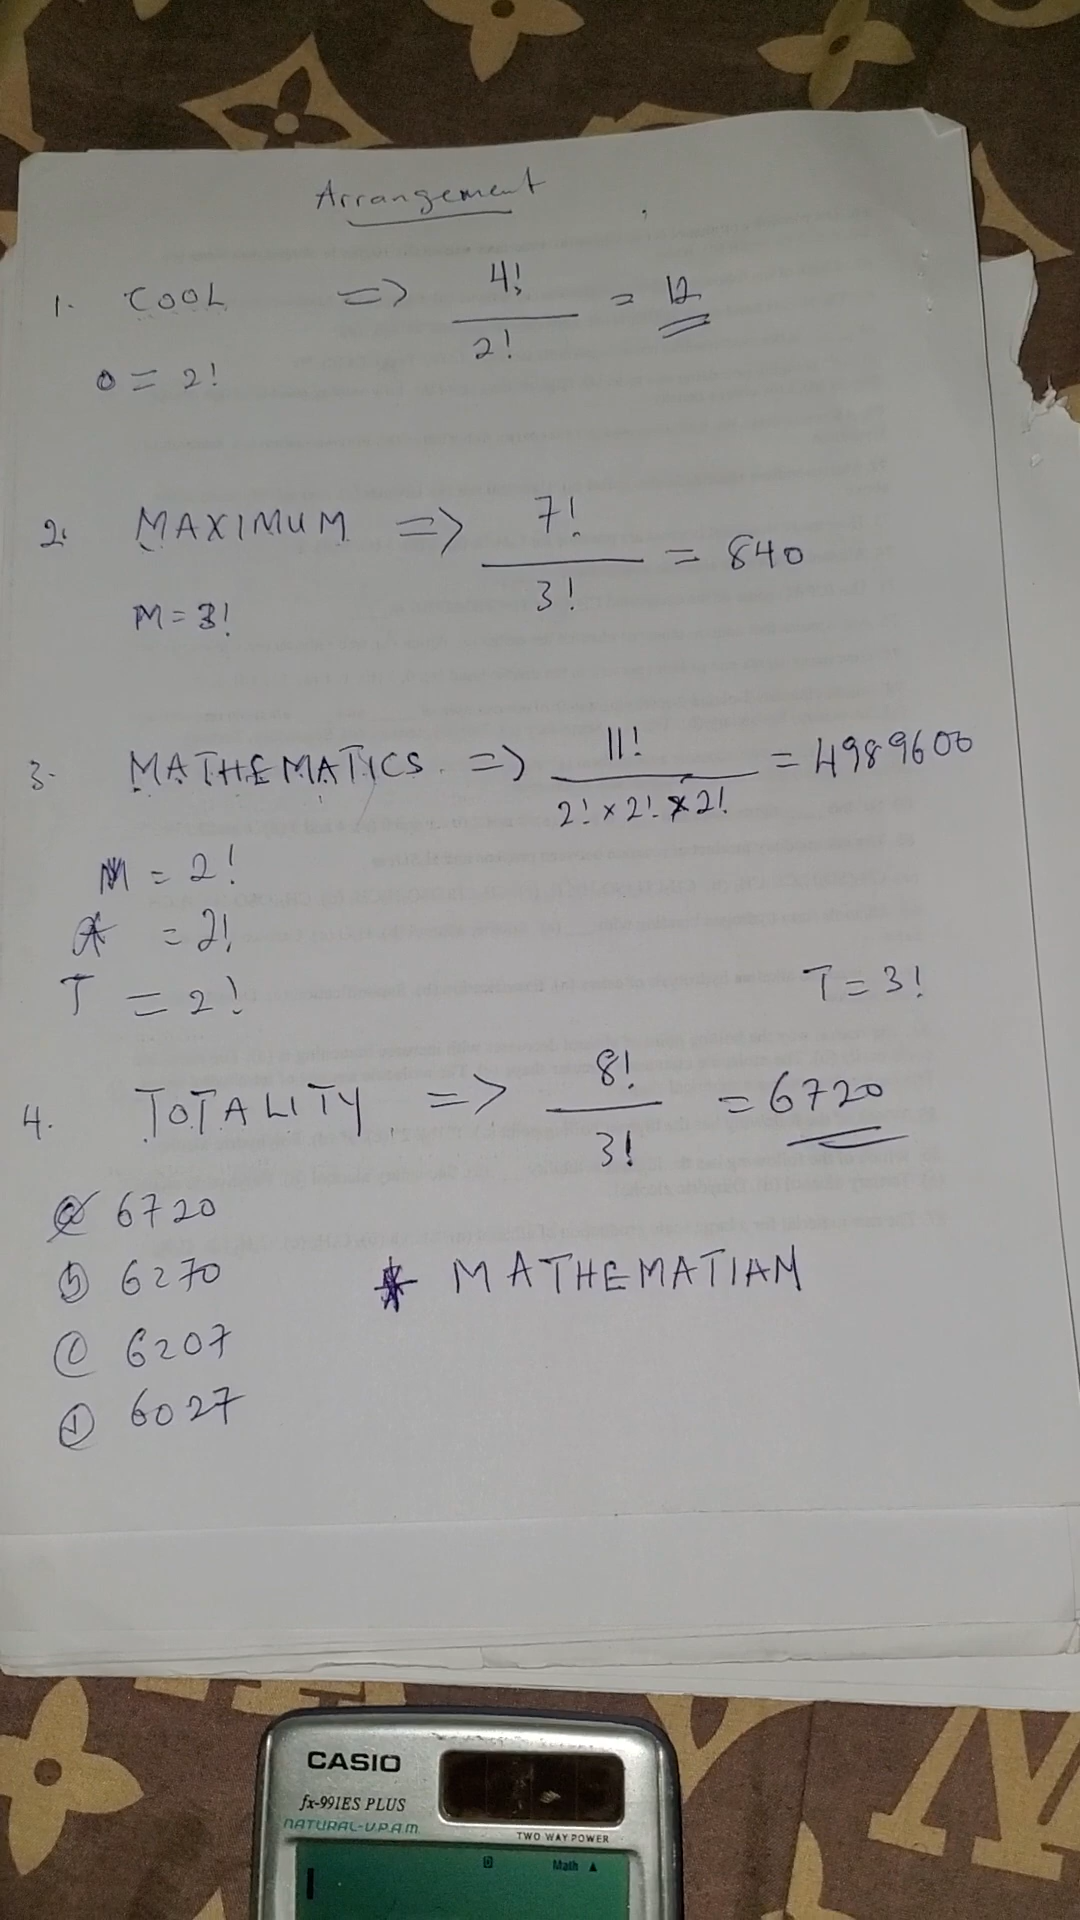 Arrangement
1. COOL => 4!/2! = 12
O = 2!
2. MAXIMUM => 7!/3! = 840
M = 3!
3. MATHEMATICS => 11!/2! x 2! x 2! = 4989600
M = 2!
A = 2!
T = 2!
T = 3!
4. TOTALITY => 8!/3! = 6720
(a) 6720
(b) 6270
* MATHEMATIAM
(c) 6207
(d) 6027
CASIO
fx-991ES PLUS
NATURAL-V.P.A.M.
TWO WAY POWER
D Math ▲